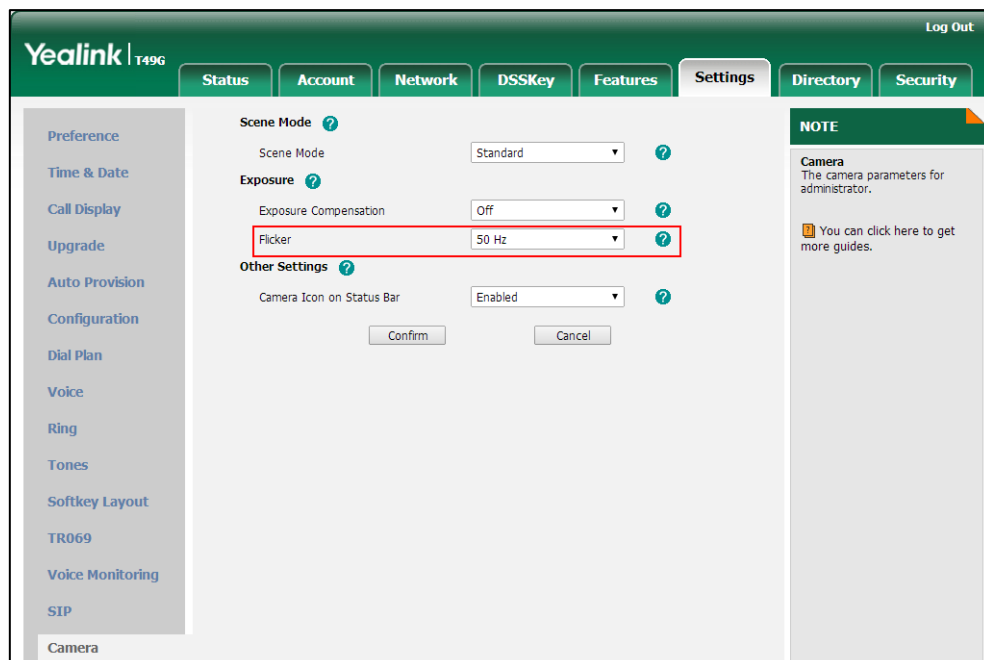 Log Out
Yealink T49G
Status Account Network DSSKey Features Settings Directory Security
Preference
Time & Date
Call Display
Upgrade
Auto Provision
Configuration
Dial Plan
Voice
Ring
Tones
Softkey Layout
TR069
Voice Monitoring
SIP
Camera
Scene Mode ?
Scene Mode Standard ?
Exposure ?
Exposure Compensation Off ?
Flicker 50 Hz ?
Other Settings ?
Camera Icon on Status Bar Enabled ?
Confirm Cancel
NOTE
Camera
The camera parameters for
administrator.
? You can click here to get
more guides.